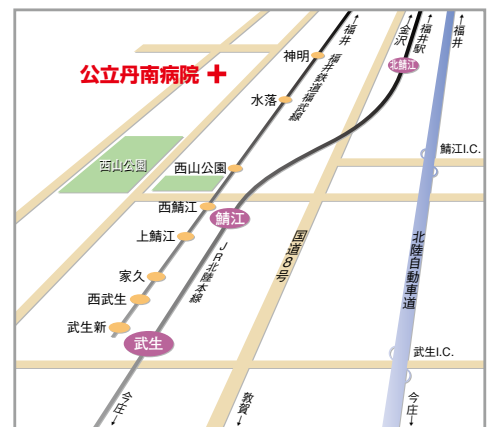 ↑福井
↑金沢
↑福井駅
↑福井
神明
福井鉄道福武線
北鯖江
公立丹南病院
水落
鯖江I.C.
西山公園
西山公園
西鯖江
鯖江
上鯖江
国道8号
北陸自動車道
JR北陸本線
家久
西武生
武生新
武生
武生I.C.
今庄↓
敦賀↓
今庄↓